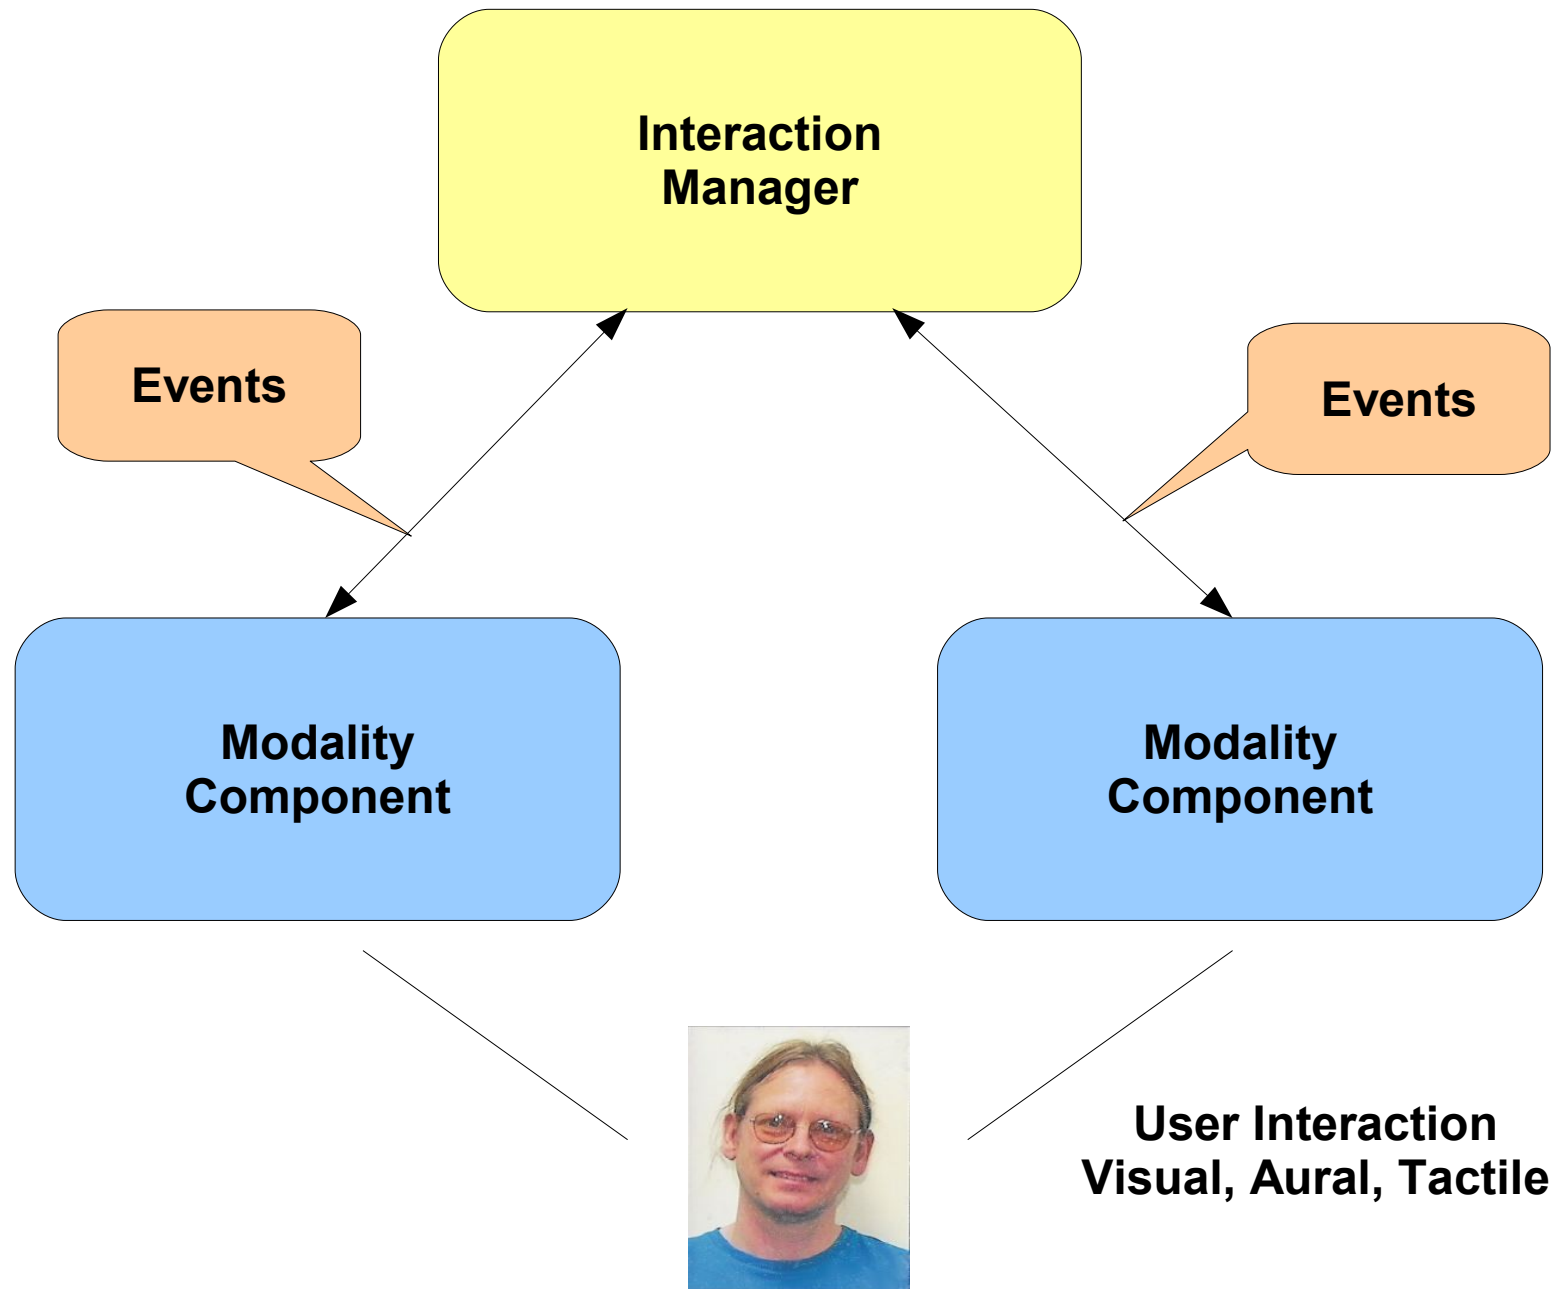 Interaction
Manager
Events
Events
Modality
Component
Modality
Component
User Interaction
Visual, Aural, Tactile